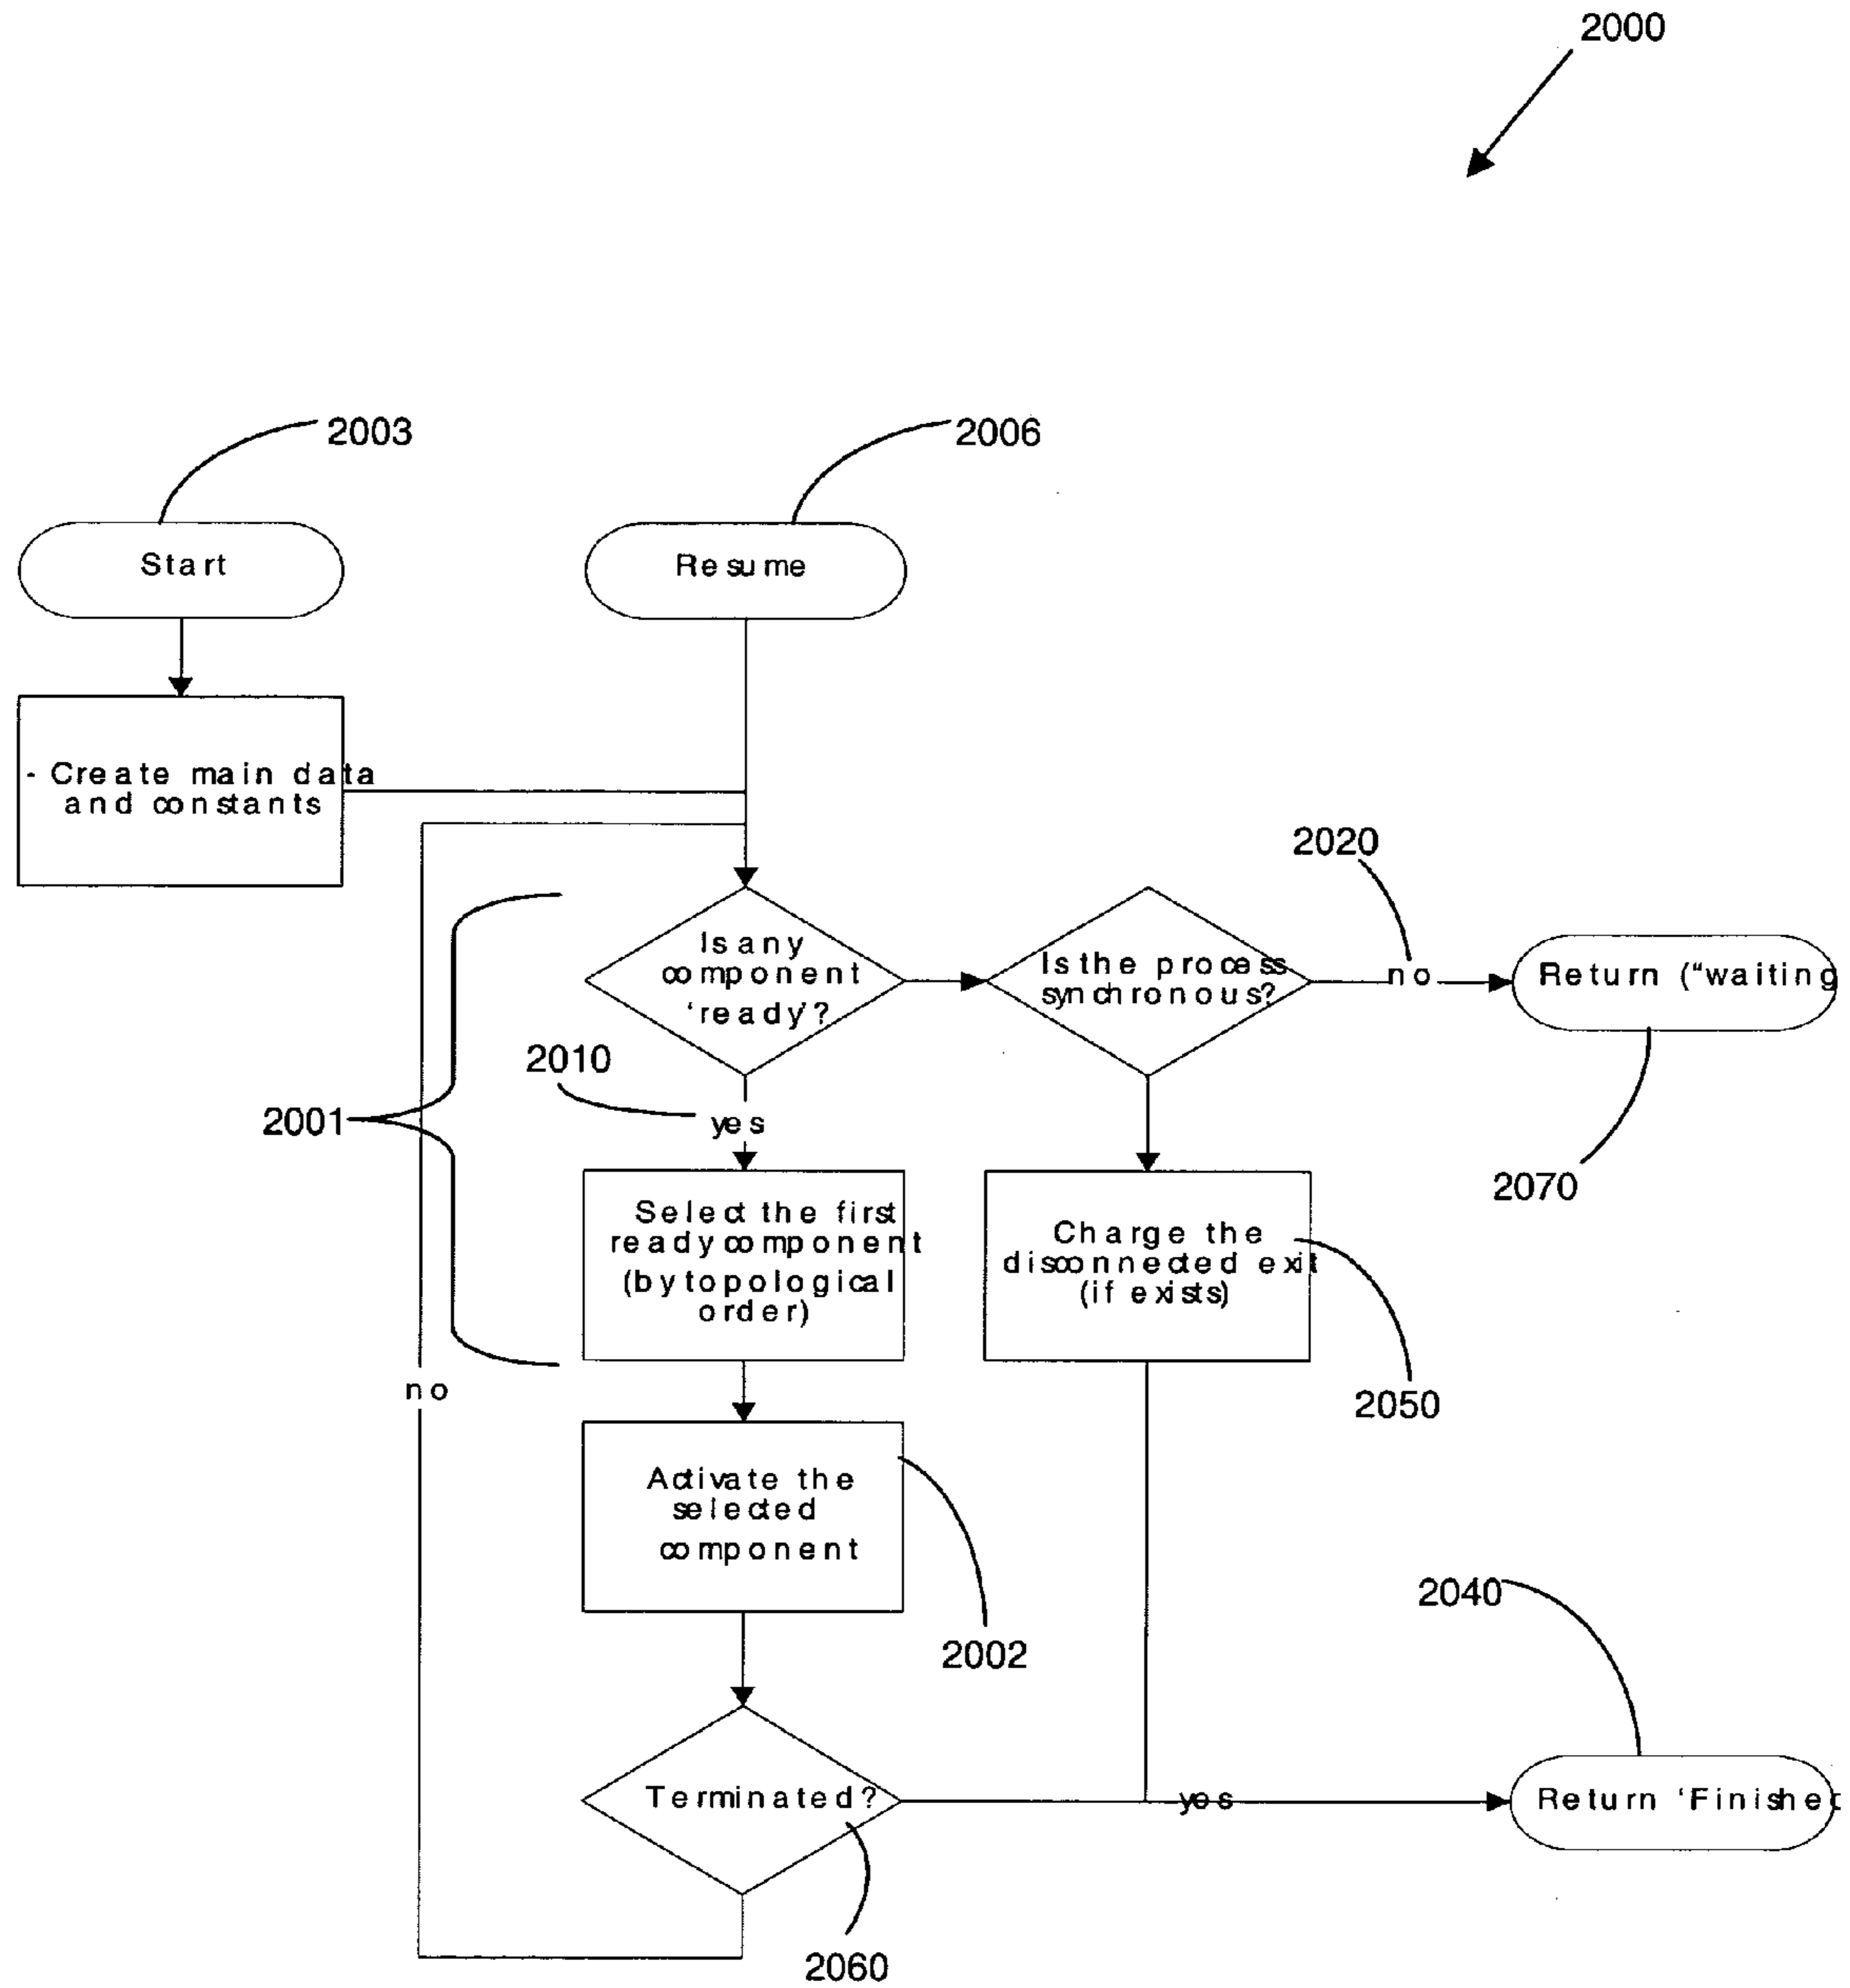 2000
2003
2006
Start
Resume
- Create main data
and constants
2020
Is any
component
'ready'?
Is the process
synchronous?
no
Return ("waiting
2010
yes
2001
2070
Select the first
ready component
(by topological
order)
Charge the
disconnected exit
(if exists)
no
2050
Activate the
selected
component
2002
2040
Terminated?
yes
Return 'Finished
2060